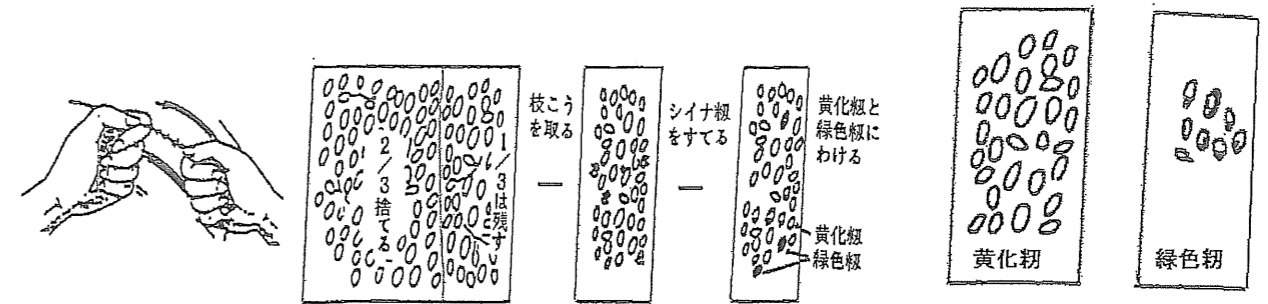 2/3捨てる
1/3は残す
枝こう
を取る
シイナ籾
をすてる
黄化籾と
緑色籾に
わける
黄化籾
緑色籾
黄化籾
緑色籾